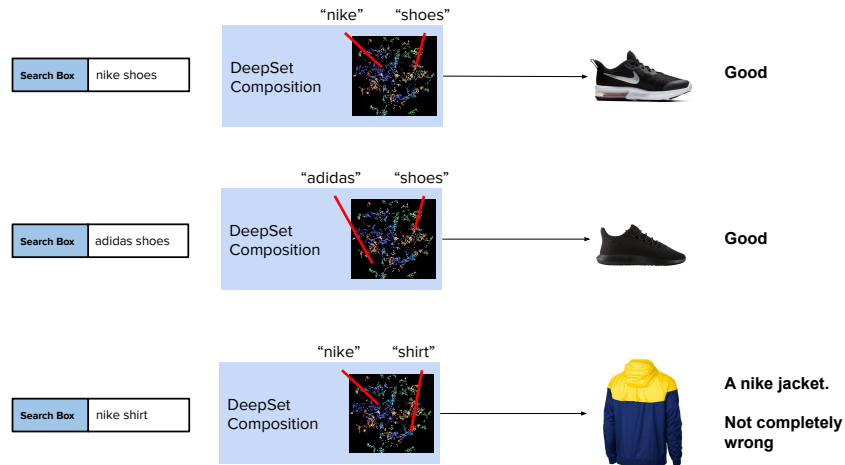 “nike” “shoes”
Search Box nike shoes
DeepSet
Composition
Good
“adidas” “shoes”
Search Box adidas shoes
DeepSet
Composition
Good
“nike” “shirt”
Search Box nike shirt
DeepSet
Composition
A nike jacket.
Not completely
wrong